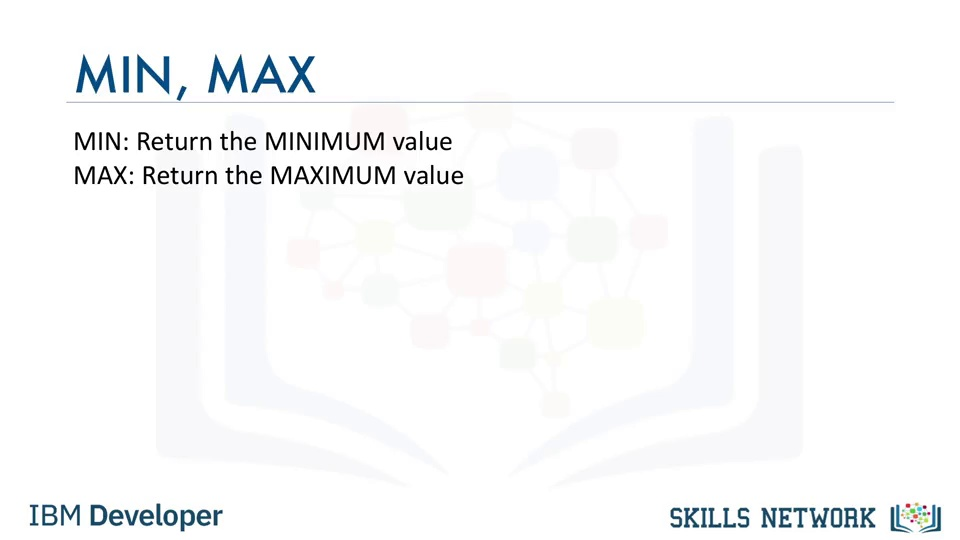 MIN, MAX
MIN: Return the MINIMUM value
MAX: Return the MAXIMUM value
IBM Developer
SKILLS NETWORK